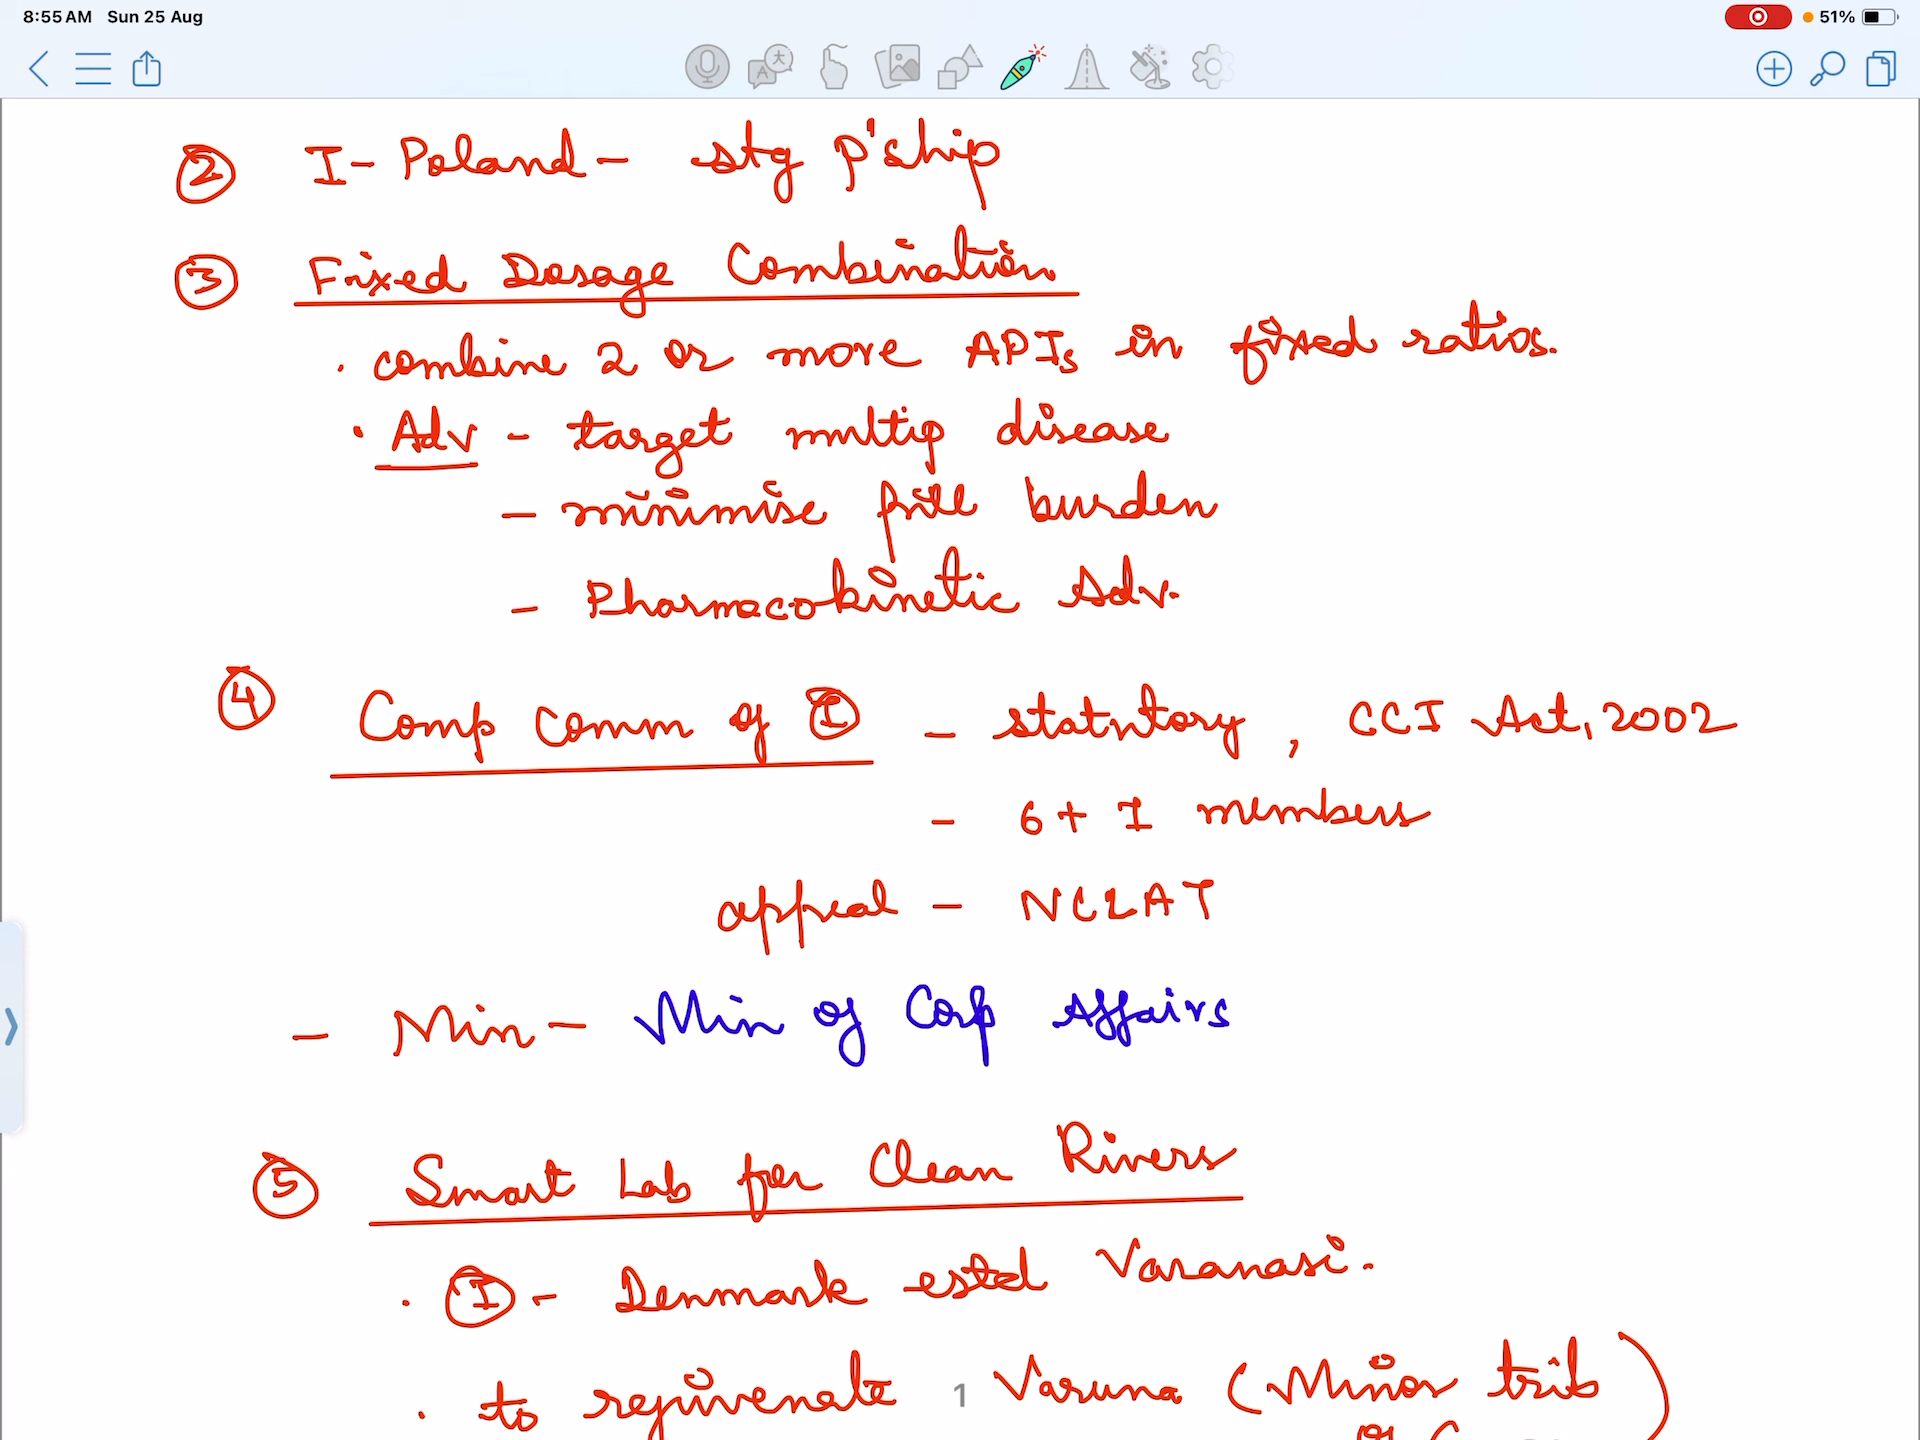 8:55 AM Sun 25 Aug
51%
② I - Poland - stg p'ship
③ Fixed Dosage Combination
• combine 2 or more APIs in fixed ratios.
• Adv - target multip disease
- minimise pill burden
- Pharmacokinetic Adv.
④ Comp comm of Ⓘ - statutory, CCI Act, 2002
- 6 + 1 members
appeal - NCLAT
- Min - Min of Corp Affairs
⑤ Smart Lab for Clean Rivers
• Ⓘ - Denmark estd Varanasi.
• to rejuvenate Varuna (Minor trib
of
1